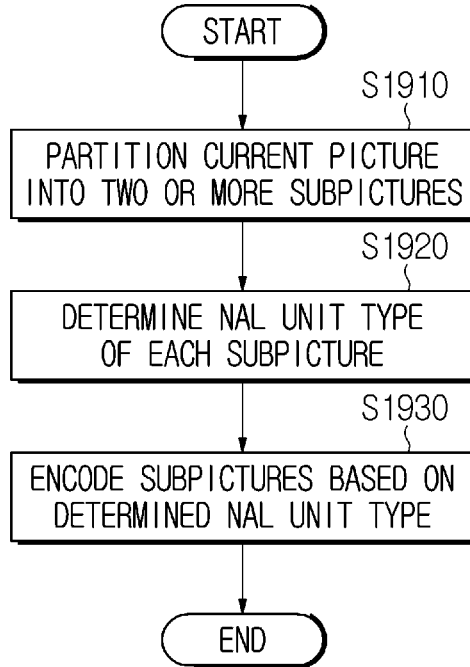 START
S1910
PARTITION CURRENT PICTURE
INTO TWO OR MORE SUBPICTURES
S1920
DETERMINE NAL UNIT TYPE
OF EACH SUBPICTURE
S1930
ENCODE SUBPICTURES BASED ON
DETERMINED NAL UNIT TYPE
END